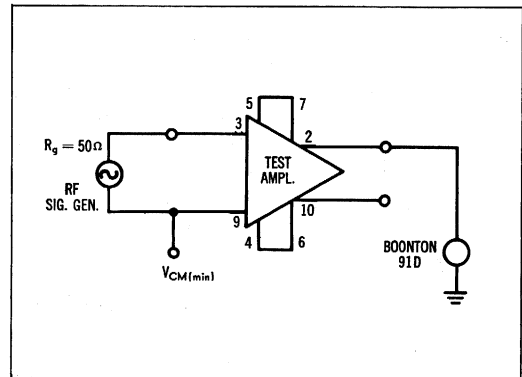 5
7
3
2
R_g = 50Ω
TEST
AMPL.
RF
SIG. GEN.
9
10
4
6
V_CM(min)
BOONTON
91D